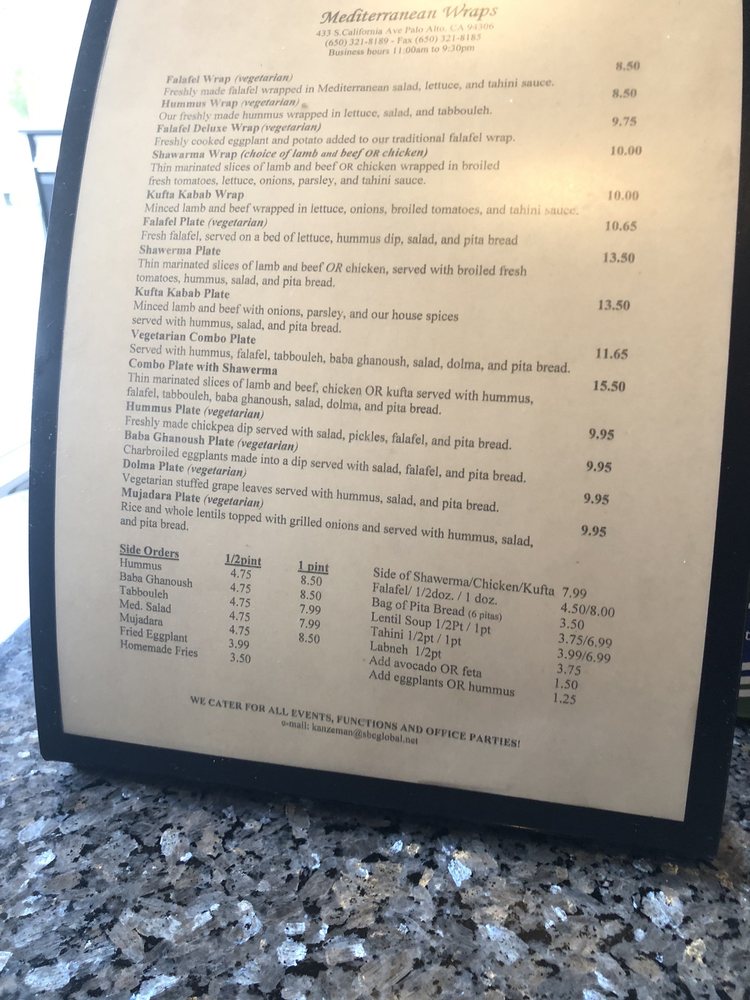 Mediterranean Wraps
433 S.California Ave Palo Alto, CA 94306
(650) 321-8189 - Fax (650) 321-8185
Business hours 11:00am to 9:30pm
Falafel Wrap (vegetarian) 8.50
Freshly made falafel wrapped in Mediterranean salad, lettuce, and tahini sauce.
Hummus Wrap (vegetarian) 8.50
Our freshly made hummus wrapped in lettuce, salad, and tabbouleh.
Falafel Deluxe Wrap (vegetarian) 9.75
Freshly cooked eggplant and potato added to our traditional falafel wrap.
Shawarma Wrap (choice of lamb and beef OR chicken) 10.00
Thin marinated slices of lamb and beef OR chicken wrapped in broiled
fresh tomatoes, lettuce, onions, parsley, and tahini sauce.
Kufta Kabab Wrap 10.00
Minced lamb and beef wrapped in lettuce, onions, broiled tomatoes, and tahini sauce.
Falafel Plate (vegetarian) 10.65
Fresh falafel, served on a bed of lettuce, hummus dip, salad, and pita bread
Shawerma Plate 13.50
Thin marinated slices of lamb and beef OR chicken, served with broiled fresh
tomatoes, hummus, salad, and pita bread.
Kufta Kabab Plate 13.50
Minced lamb and beef with onions, parsley, and our house spices
served with hummus, salad, and pita bread.
Vegetarian Combo Plate 11.65
Served with hummus, falafel, tabbouleh, baba ghanoush, salad, dolma, and pita bread.
Combo Plate with Shawerma 15.50
Thin marinated slices of lamb and beef, chicken OR kufta served with hummus,
falafel, tabbouleh, baba ghanoush, salad, dolma, and pita bread.
Hummus Plate (vegetarian) 9.95
Freshly made chickpea dip served with salad, pickles, falafel, and pita bread.
Baba Ghanoush Plate (vegetarian) 9.95
Charbroiled eggplants made into a dip served with salad, falafel, and pita bread.
Dolma Plate (vegetarian) 9.95
Vegetarian stuffed grape leaves served with hummus, salad, and pita bread.
Mujadara Plate (vegetarian) 9.95
Rice and whole lentils topped with grilled onions and served with hummus, salad,
and pita bread.
Side Orders 1/2pint 1 pint
Hummus 4.75 8.50
Baba Ghanoush 4.75 8.50
Tabbouleh 4.75 7.99
Med. Salad 4.75 7.99
Mujadara 4.75 8.50
Fried Eggplant 3.99
Homemade Fries 3.50
Side of Shawerma/Chicken/Kufta 7.99
Falafel/ 1/2doz. / 1 doz. 4.50/8.00
Bag of Pita Bread (6 pitas) 3.50
Lentil Soup 1/2Pt / 1pt 3.75/6.99
Tahini 1/2pt / 1pt 3.99/6.99
Labneh 1/2pt 3.75
Add avocado OR feta 1.50
Add eggplants OR hummus 1.25
WE CATER FOR ALL EVENTS, FUNCTIONS AND OFFICE PARTIES!
e-mail: kanzeman@sbcglobal.net